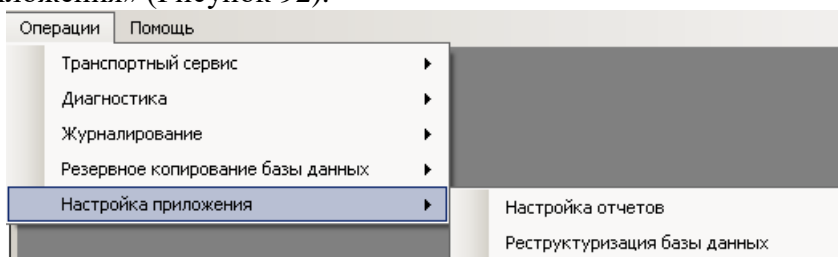 Операции Помощь
Транспортный сервис
Диагностика
Журналирование
Резервное копирование базы данных
Настройка приложения
Настройка отчетов
Реструктуризация базы данных